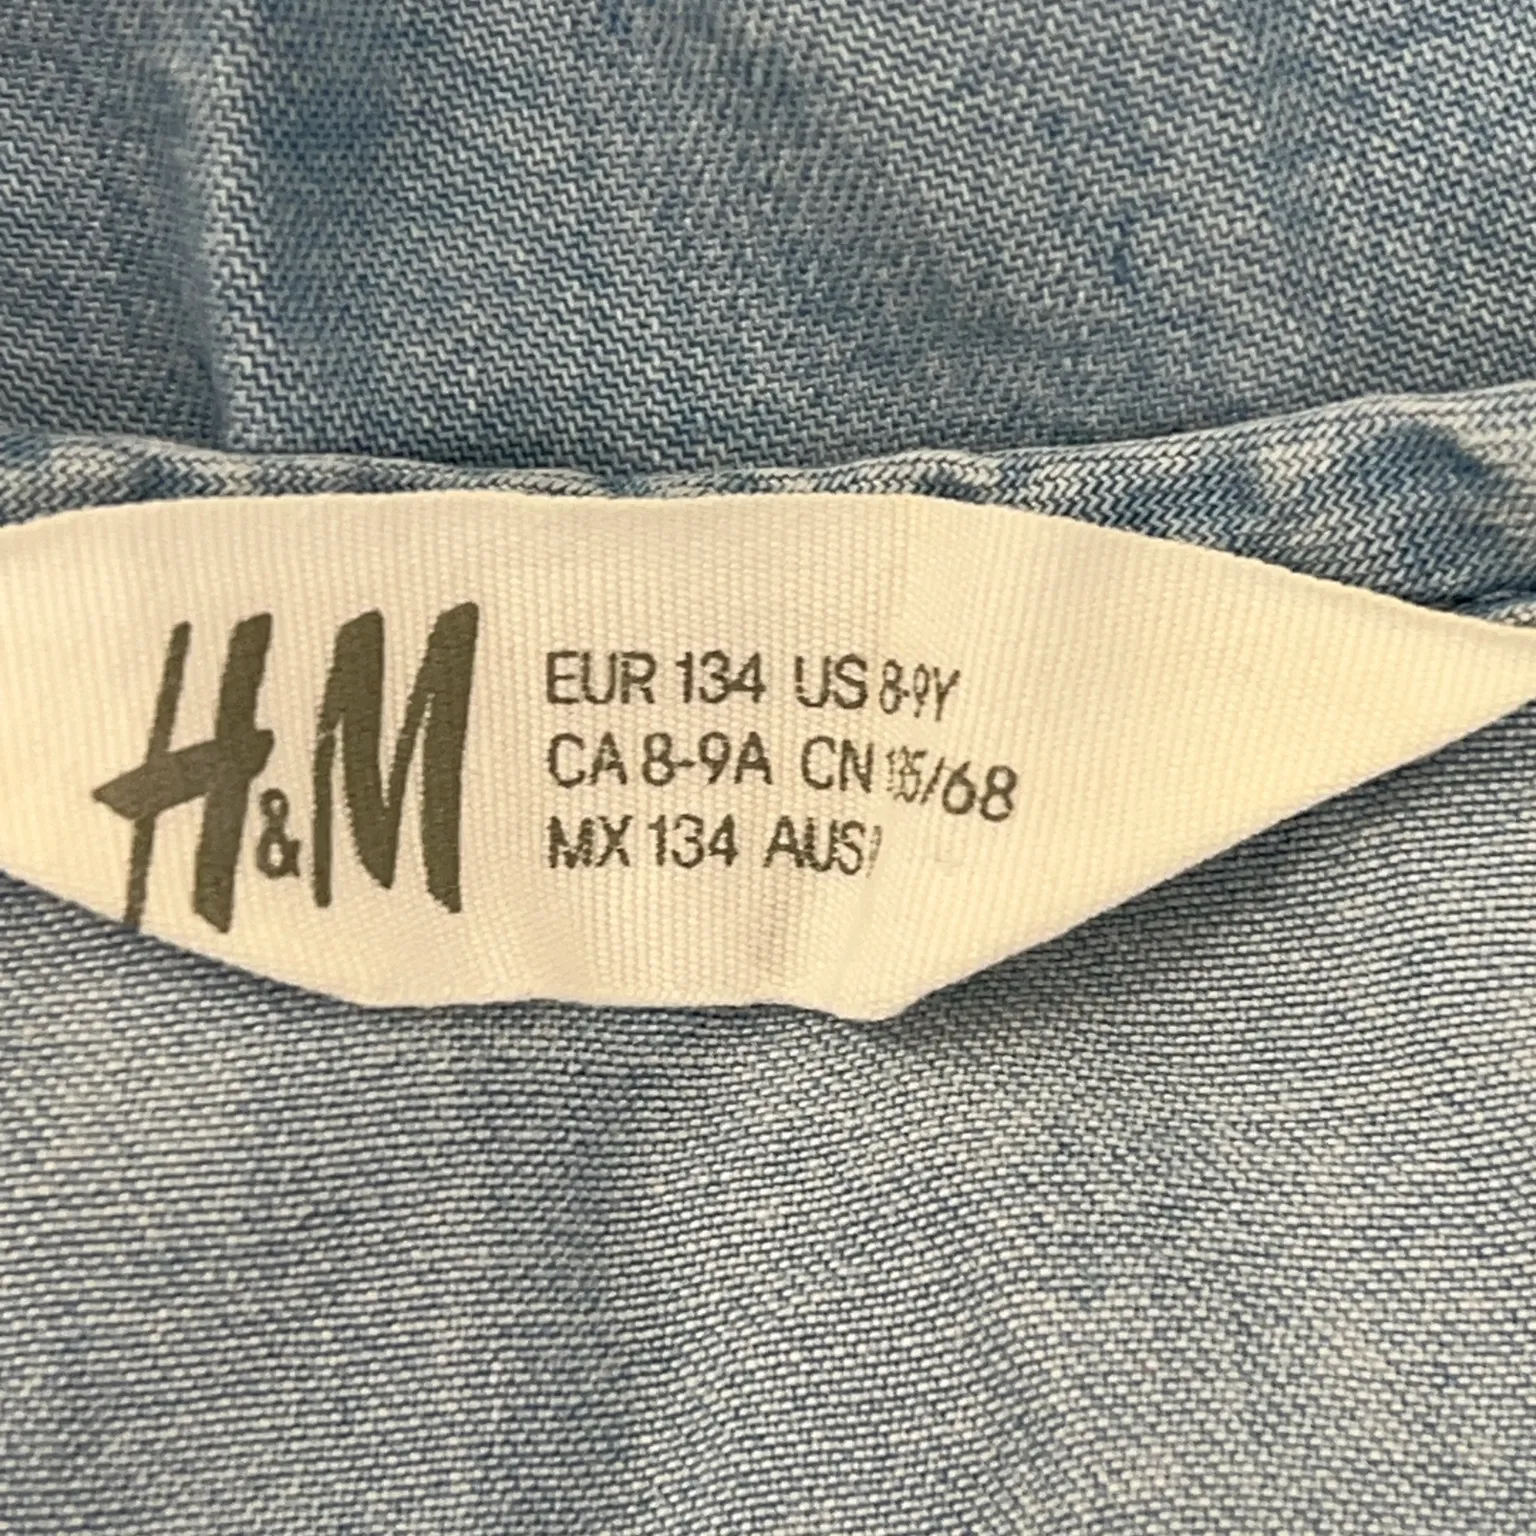 H&M
EUR 134 US 8-9Y
CA 8-9A CN 135/68
MX 134 AUS